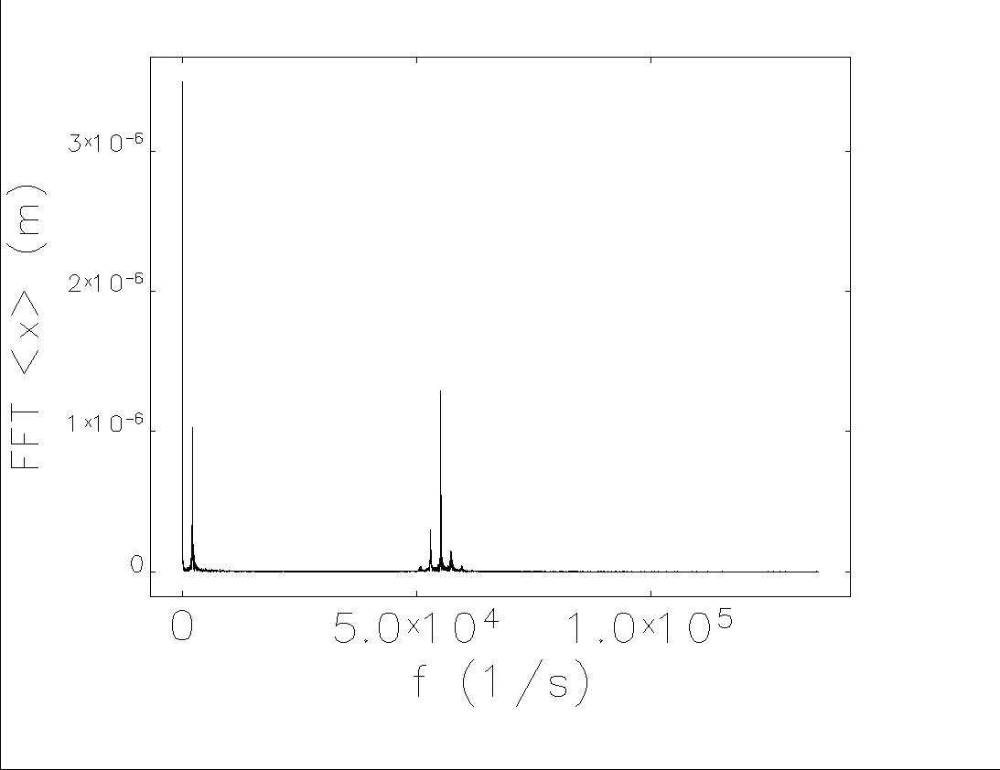 3×10⁻⁶
2×10⁻⁶
1×10⁻⁶
0
FFT <x> (m)
0 5.0×10⁴ 1.0×10⁵
f (1/s)